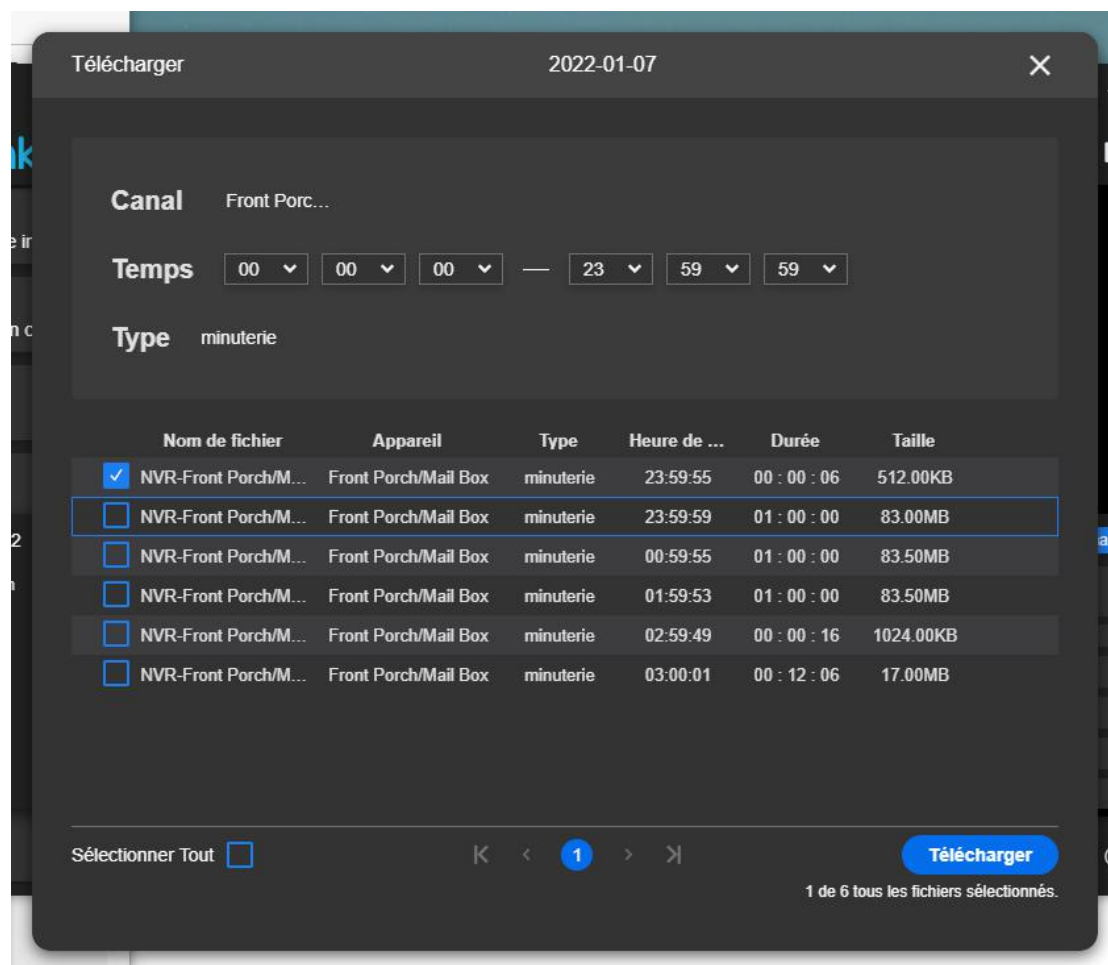 Télécharger 2022-01-07
Canal Front Porc...
Temps 00 00 00 — 23 59 59
Type minuterie
Nom de fichier Appareil Type Heure de ... Durée Taille
NVR-Front Porch/M... Front Porch/Mail Box minuterie 23:59:55 00 : 00 : 06 512.00KB
NVR-Front Porch/M... Front Porch/Mail Box minuterie 23:59:59 01 : 00 : 00 83.00MB
NVR-Front Porch/M... Front Porch/Mail Box minuterie 00:59:55 01 : 00 : 00 83.50MB
NVR-Front Porch/M... Front Porch/Mail Box minuterie 01:59:53 01 : 00 : 00 83.50MB
NVR-Front Porch/M... Front Porch/Mail Box minuterie 02:59:49 00 : 00 : 16 1024.00KB
NVR-Front Porch/M... Front Porch/Mail Box minuterie 03:00:01 00 : 12 : 06 17.00MB
Sélectionner Tout 1 Télécharger
1 de 6 tous les fichiers sélectionnés.